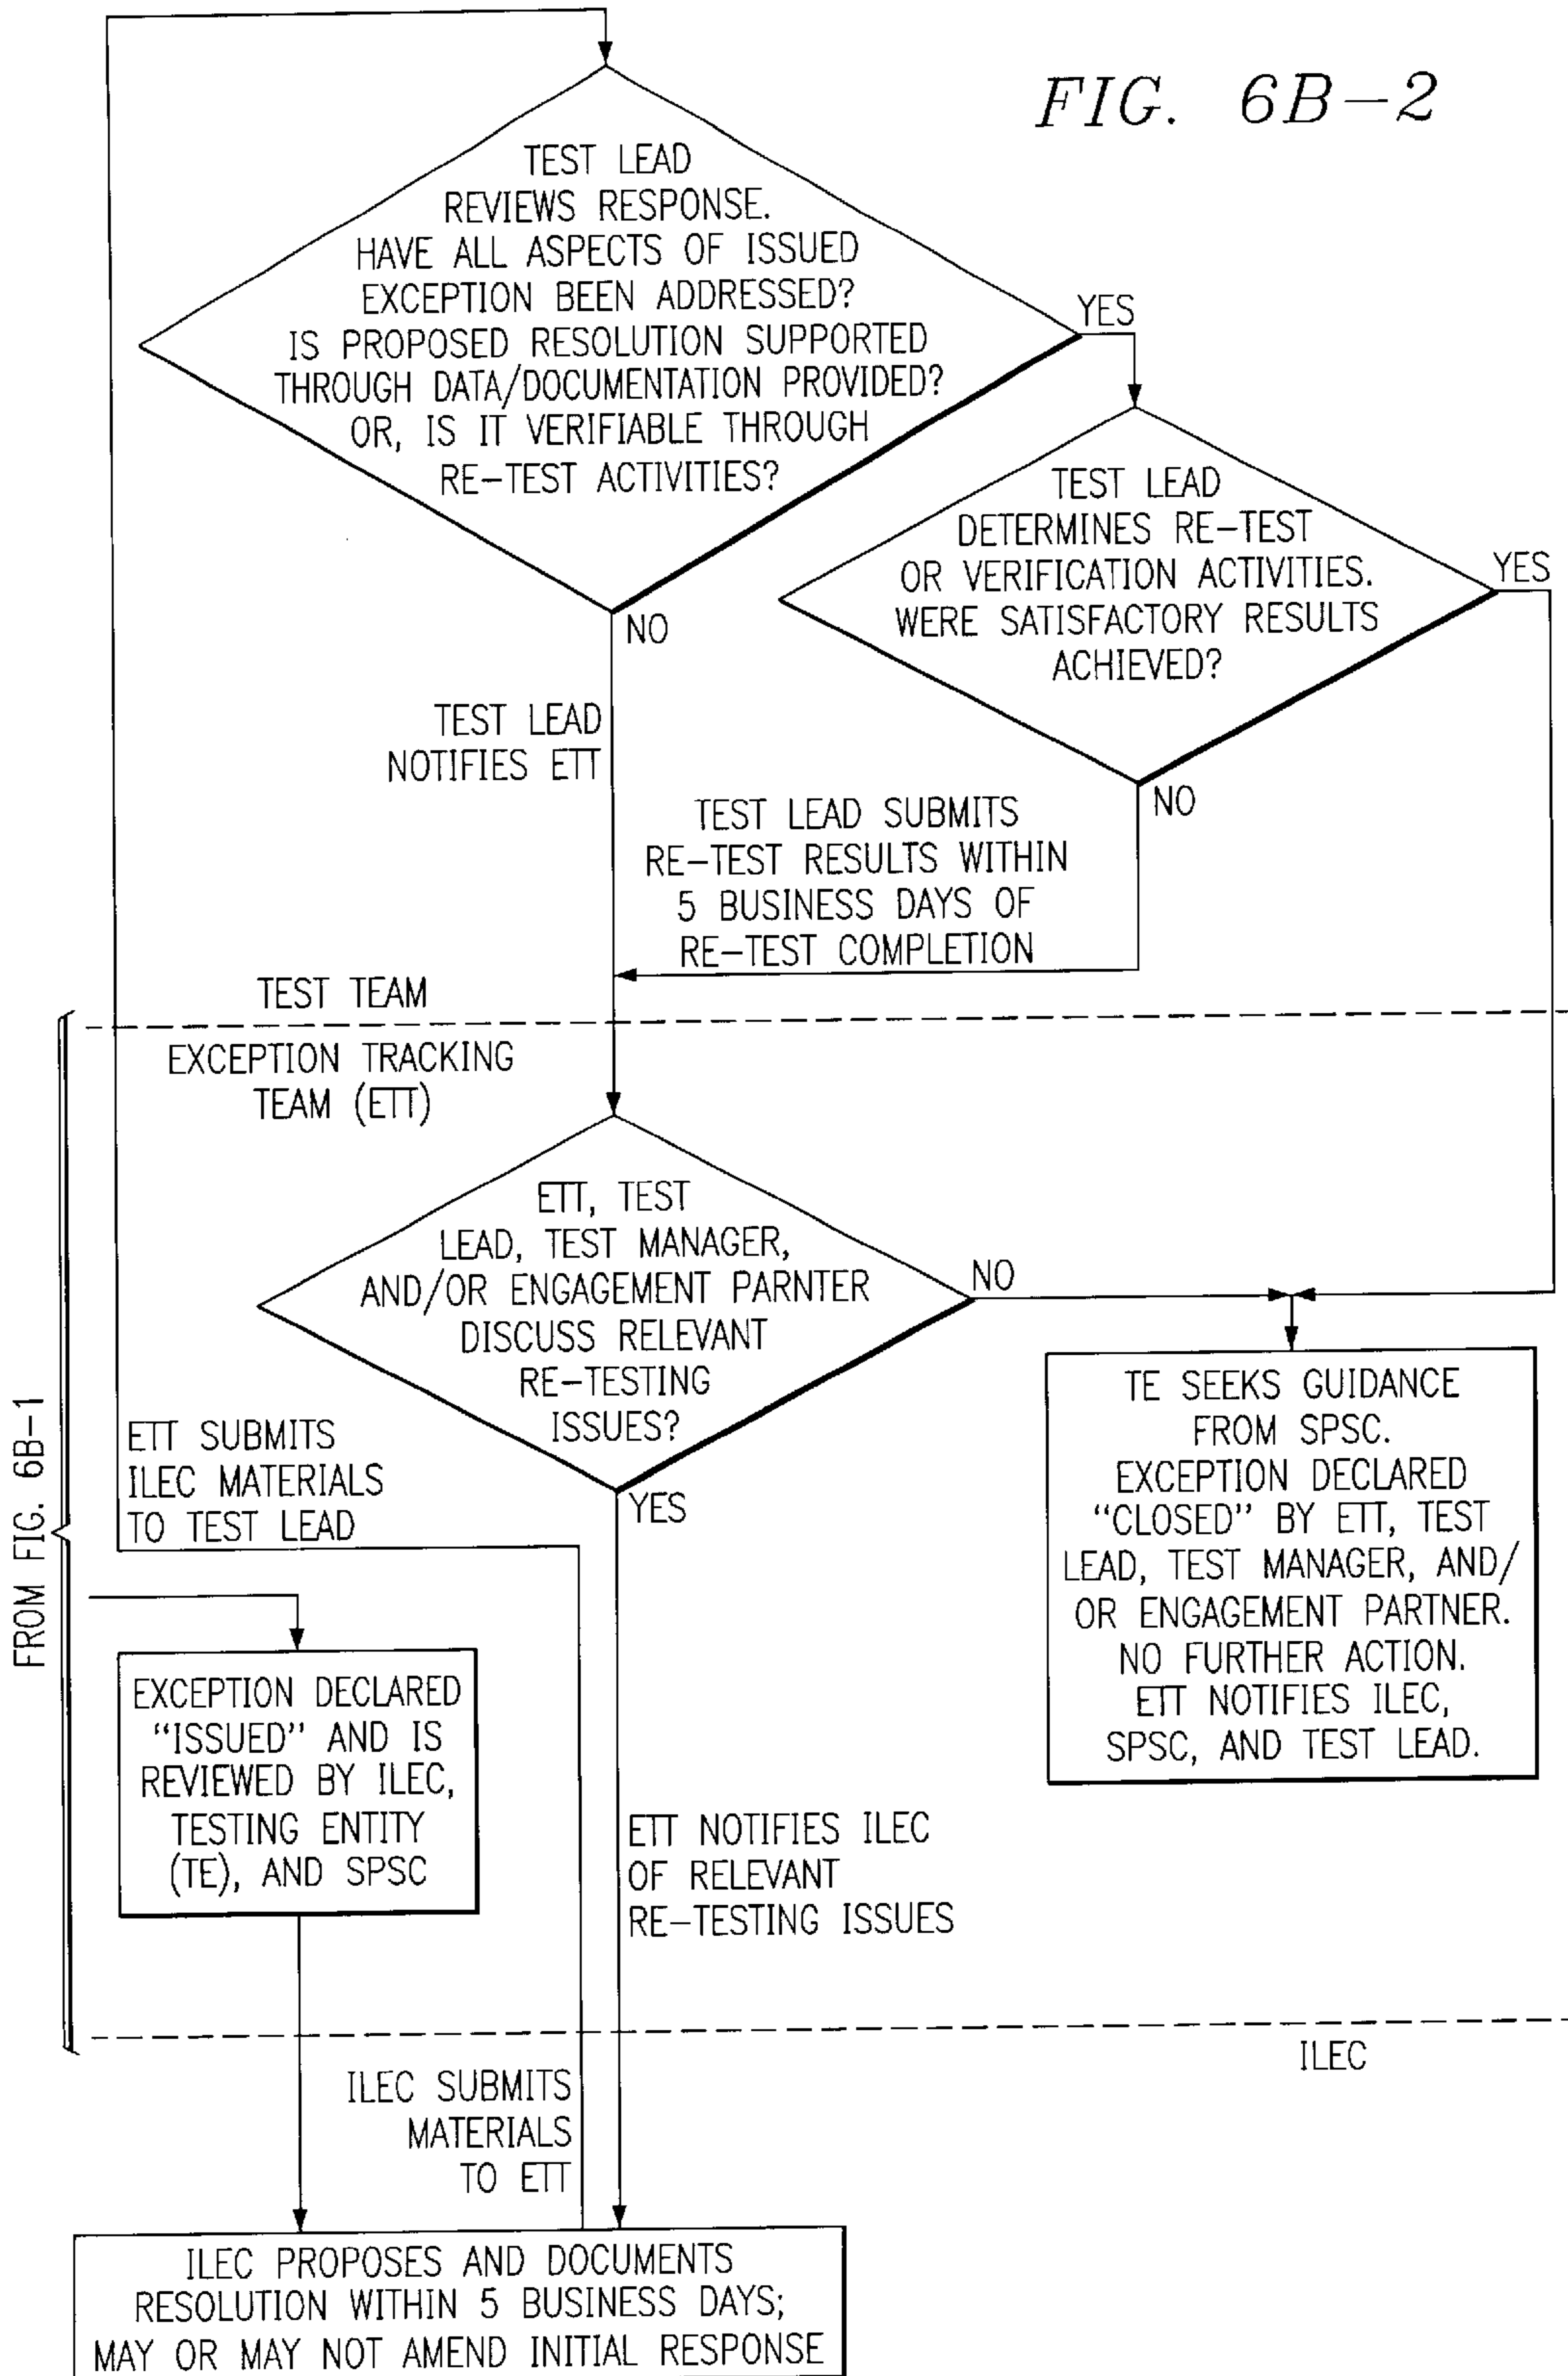 FIG. 6B-2
TEST LEAD
REVIEWS RESPONSE.
HAVE ALL ASPECTS OF ISSUED
EXCEPTION BEEN ADDRESSED?
IS PROPOSED RESOLUTION SUPPORTED
THROUGH DATA/DOCUMENTATION PROVIDED?
OR, IS IT VERIFIABLE THROUGH
RE-TEST ACTIVITIES?
YES
NO
TEST LEAD
DETERMINES RE-TEST
OR VERIFICATION ACTIVITIES.
WERE SATISFACTORY RESULTS
ACHIEVED?
YES
NO
TEST LEAD
NOTIFIES ETT
TEST LEAD SUBMITS
RE-TEST RESULTS WITHIN
5 BUSINESS DAYS OF
RE-TEST COMPLETION
TEST TEAM
EXCEPTION TRACKING
TEAM (ETT)
ETT, TEST
LEAD, TEST MANAGER,
AND/OR ENGAGEMENT PARNTER
DISCUSS RELEVANT
RE-TESTING
ISSUES?
NO
YES
TE SEEKS GUIDANCE
FROM SPSC.
EXCEPTION DECLARED
"CLOSED" BY ETT, TEST
LEAD, TEST MANAGER, AND/
OR ENGAGEMENT PARTNER.
NO FURTHER ACTION.
ETT NOTIFIES ILEC,
SPSC, AND TEST LEAD.
FROM FIG. 6B-1
ETT SUBMITS
ILEC MATERIALS
TO TEST LEAD
EXCEPTION DECLARED
"ISSUED" AND IS
REVIEWED BY ILEC,
TESTING ENTITY
(TE), AND SPSC
ETT NOTIFIES ILEC
OF RELEVANT
RE-TESTING ISSUES
ILEC
ILEC SUBMITS
MATERIALS
TO ETT
ILEC PROPOSES AND DOCUMENTS
RESOLUTION WITHIN 5 BUSINESS DAYS;
MAY OR MAY NOT AMEND INITIAL RESPONSE